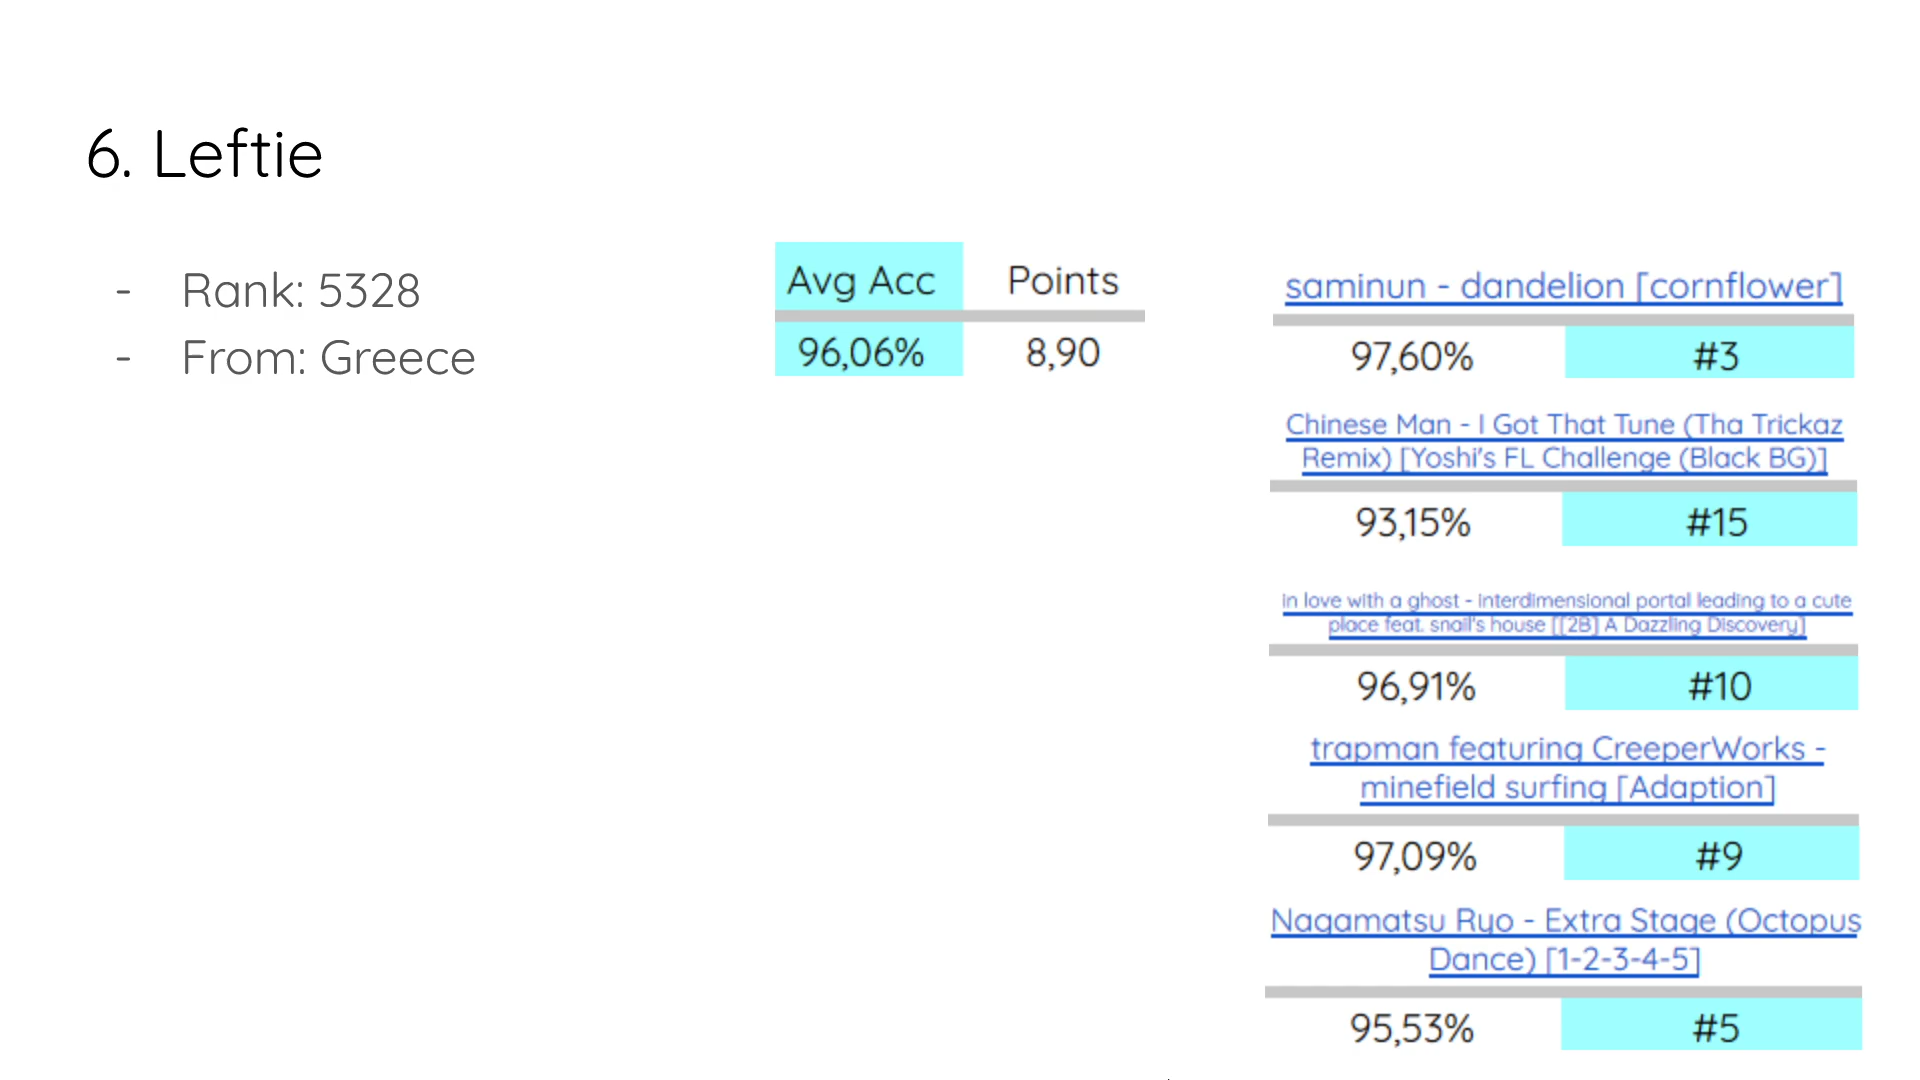 6. Leftie
- Rank: 5328
- From: Greece
Avg Acc Points
96,06% 8,90
saminun - dandelion [cornflower]
97,60% #3
Chinese Man - I Got That Tune (Tha Trickaz
Remix) [Yoshi's FL Challenge (Black BG)]
93,15% #15
in love with a ghost - interdimensional portal leading to a cute
place feat. snail's house [[2B] A Dazzling Discovery]
96,91% #10
trapman featuring CreeperWorks -
minefield surfing [Adaption]
97,09% #9
Nagamatsu Ryo - Extra Stage (Octopus
Dance) [1-2-3-4-5]
95,53% #5